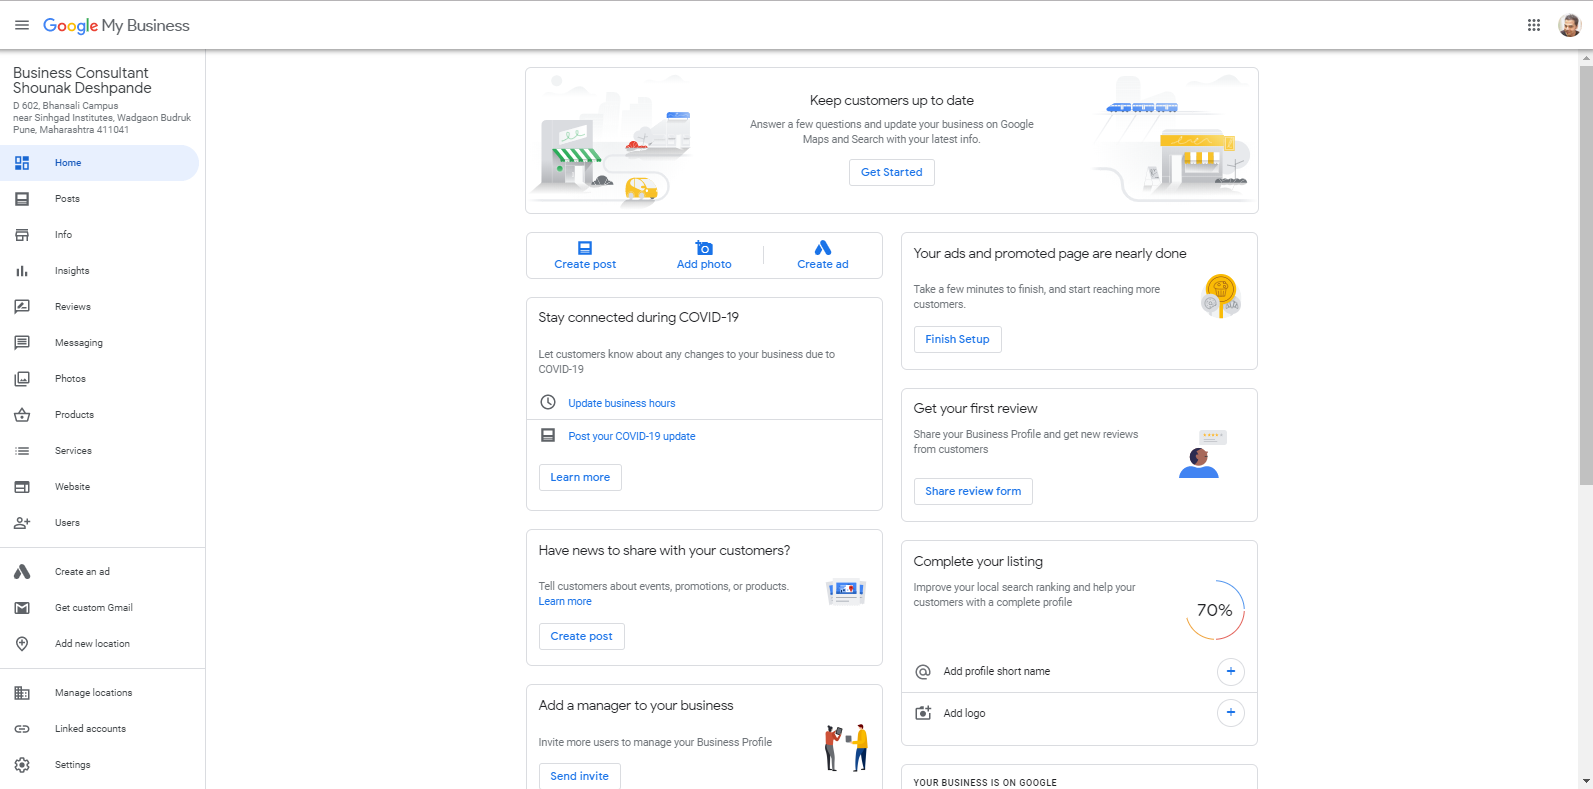 Google My Business
Business Consultant
Shounak Deshpande
D 602, Bhansali Campus
near Sinhgad Institutes, Wadgaon Budruk
Pune, Maharashtra 411041
Home
Posts
Info
Insights
Reviews
Messaging
Photos
Products
Services
Website
Users
Create an ad
Get custom Gmail
Add new location
Manage locations
Linked accounts
Settings
Keep customers up to date
Answer a few questions and update your business on Google
Maps and Search with your latest info.
Get Started
Create post
Add photo
Create ad
Stay connected during COVID-19
Let customers know about any changes to your business due to
COVID-19
Update business hours
Post your COVID-19 update
Learn more
Have news to share with your customers?
Tell customers about events, promotions, or products.
Learn more
Create post
Add a manager to your business
Invite more users to manage your Business Profile
Send invite
Your ads and promoted page are nearly done
Take a few minutes to finish, and start reaching more
customers.
Finish Setup
Get your first review
Share your Business Profile and get new reviews
from customers
Share review form
Complete your listing
Improve your local search ranking and help your
customers with a complete profile
70%
Add profile short name
Add logo
YOUR BUSINESS IS ON GOOGLE